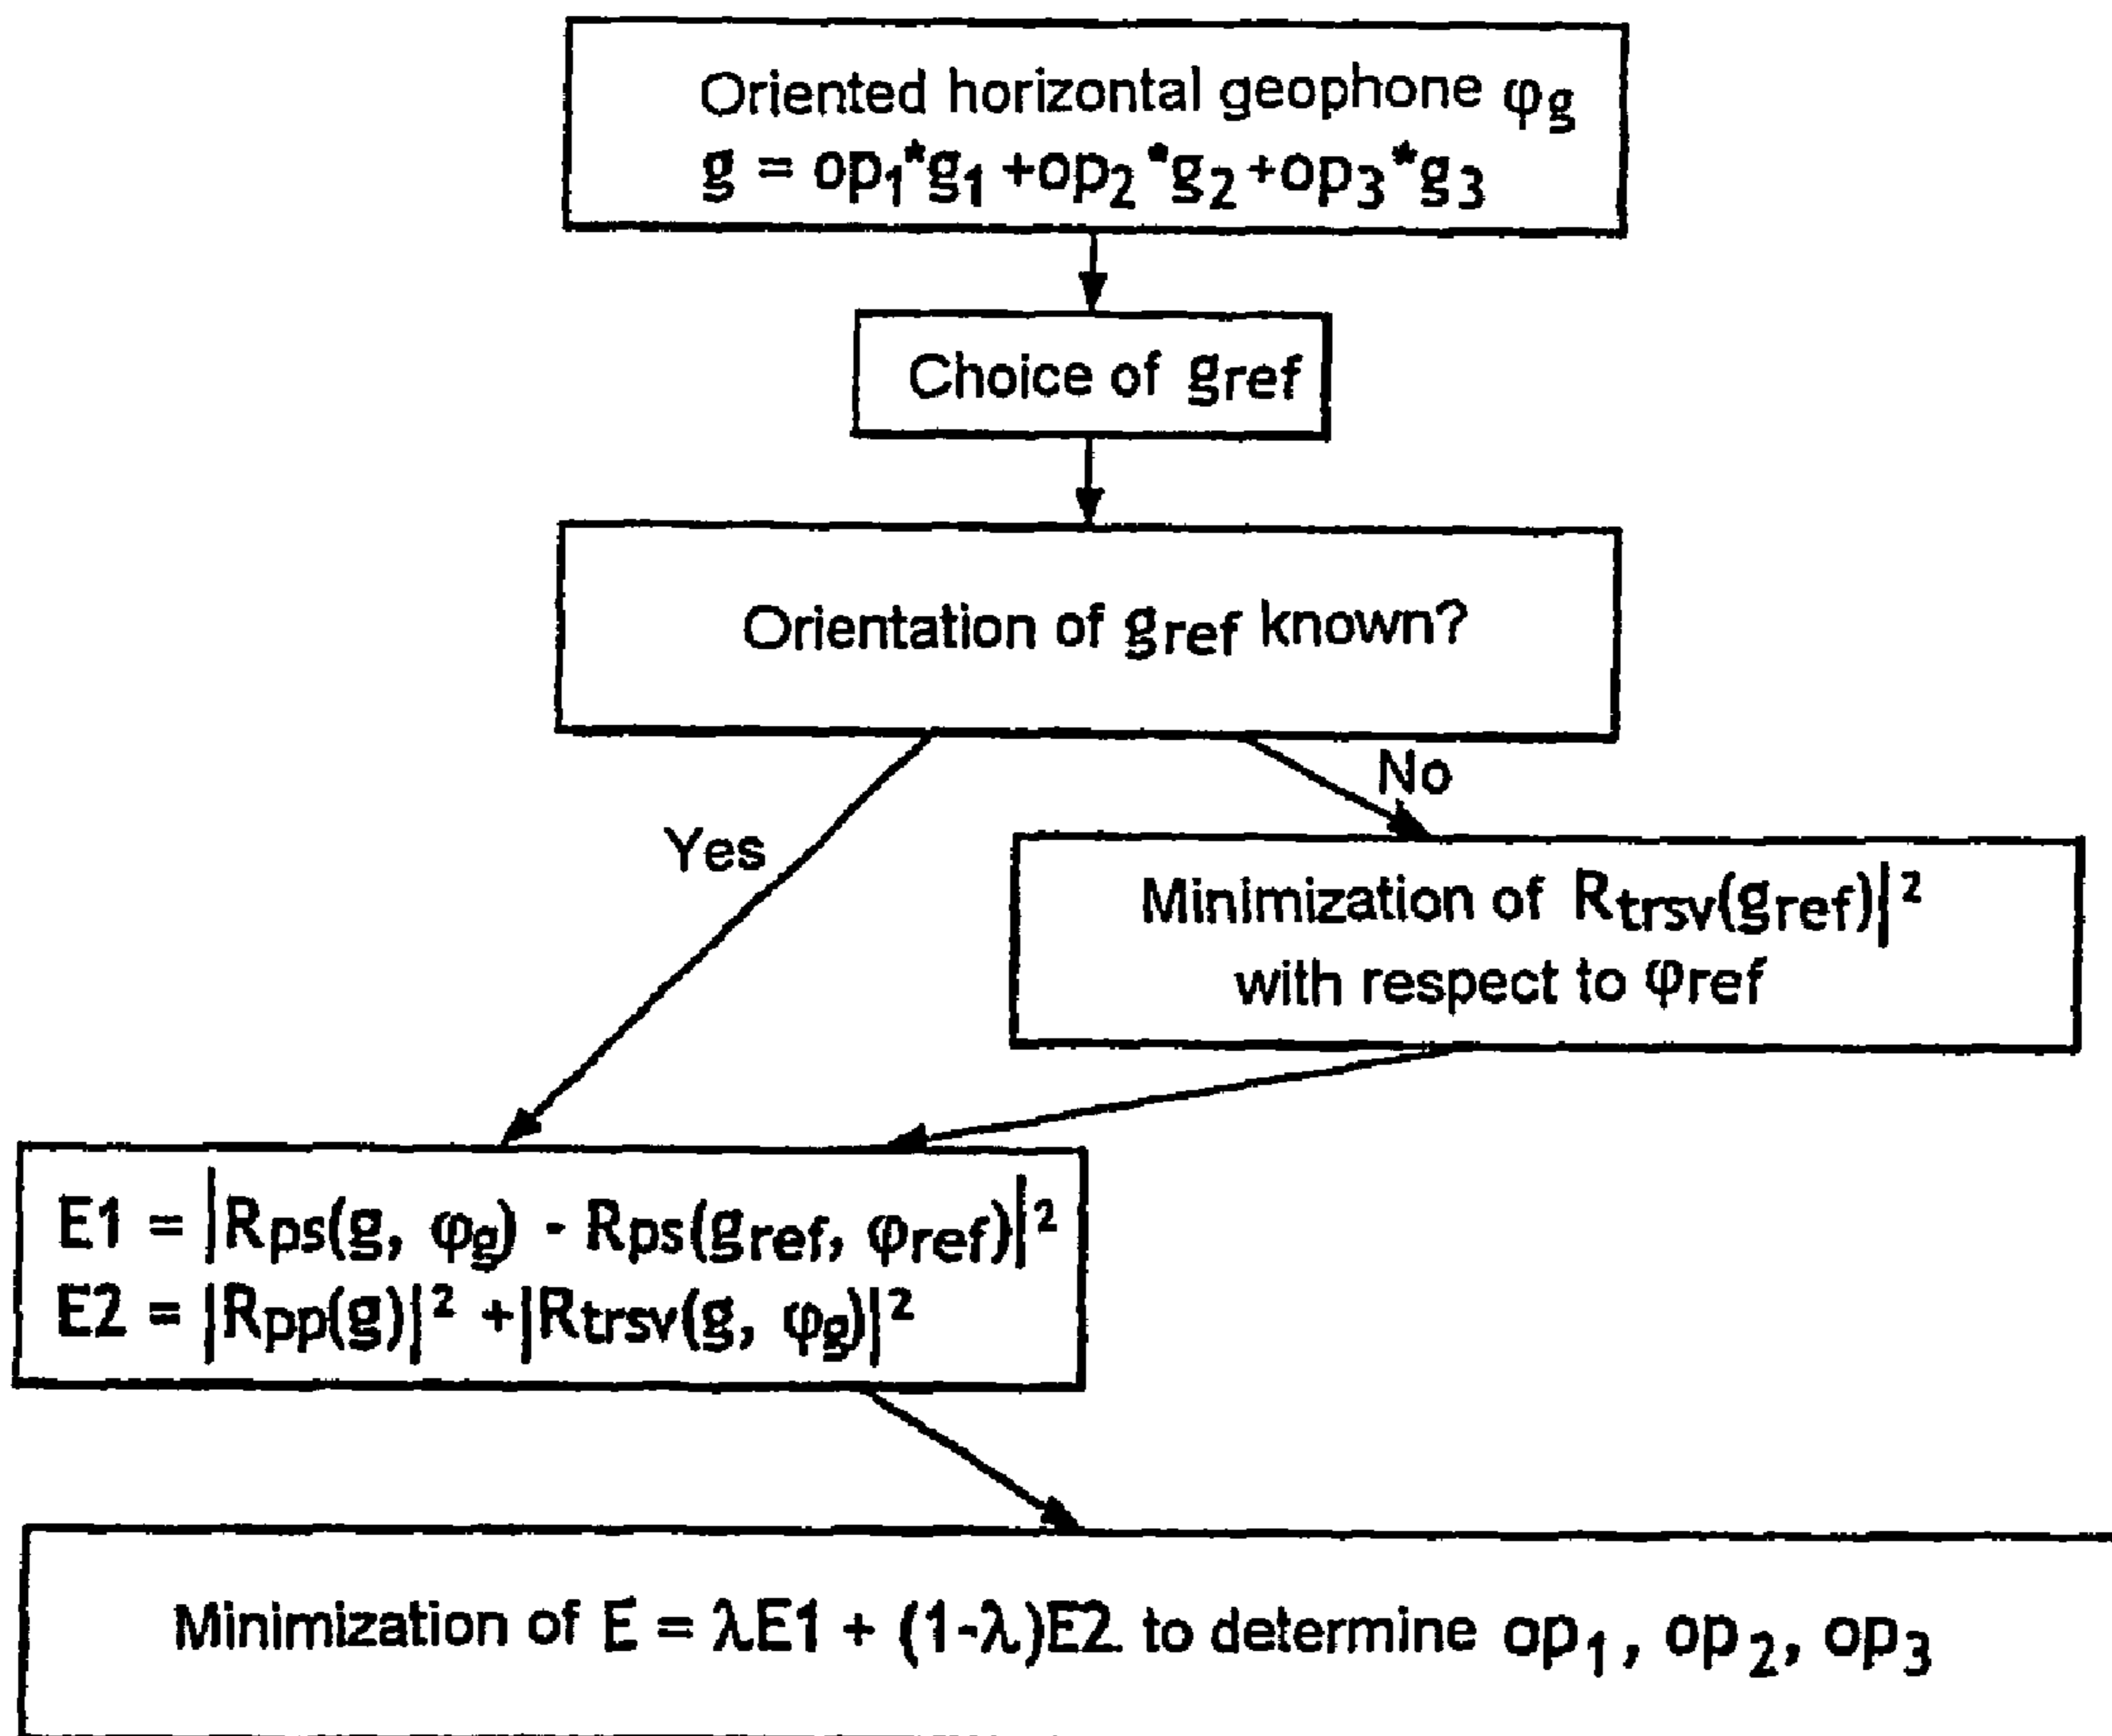 Oriented horizontal geophone φg
g = op1*g1 +op2*g2+op3*g3
Choice of gref
Orientation of gref known?
No
Yes
Minimization of Rtrsv(gref)|²
with respect to φref
E1 = |Rps(g, φg) - Rps(gref, φref)|²
E2 = |Rpp(g)|² +|Rtrsv(g, φg)|²
Minimization of E = λE1 + (1-λ)E2 to determine op1, op2, op3